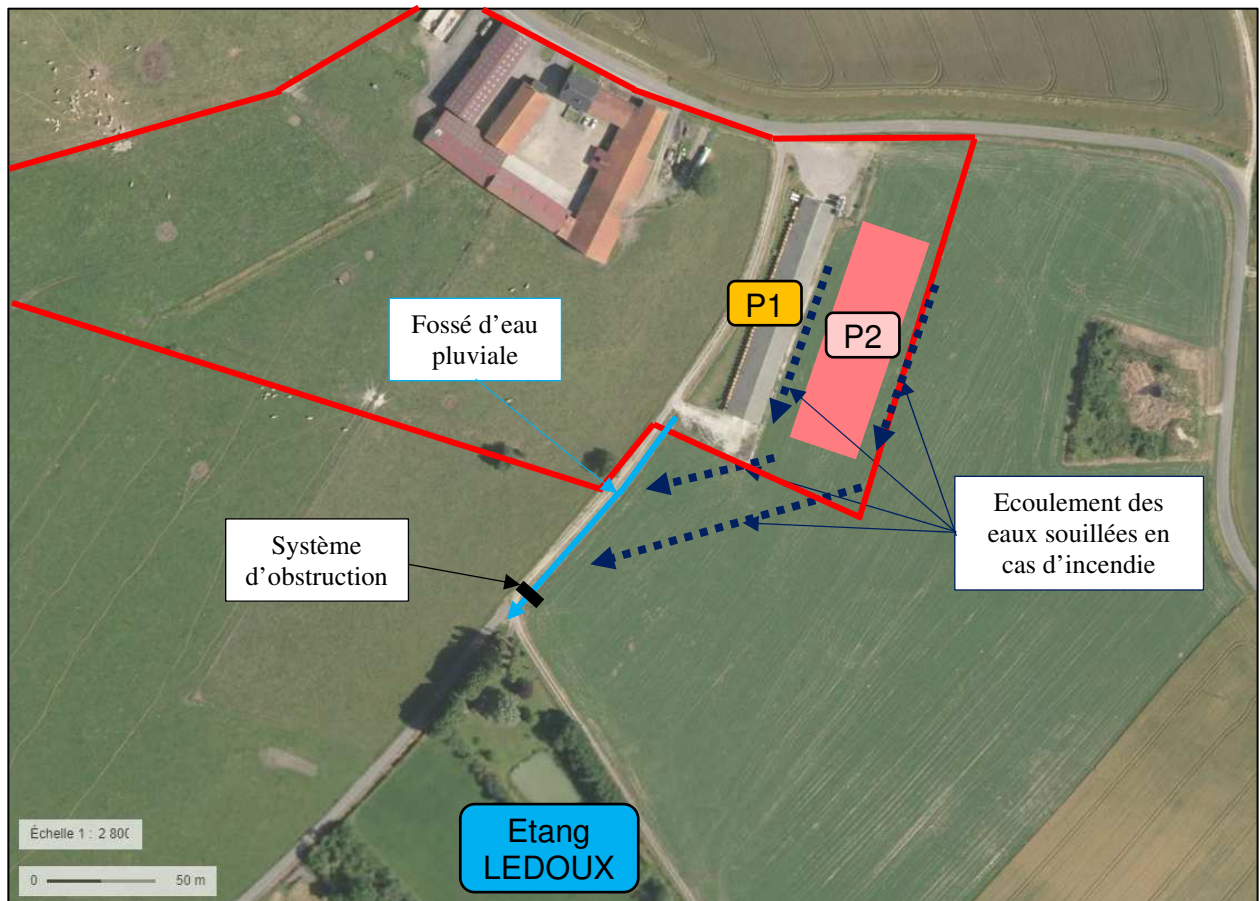 P1
Fossé d'eau
pluviale
P2
Ecoulement des
eaux souillées en
cas d'incendie
Système
d'obstruction
Etang
LEDOUX
Échelle 1 : 2 800
0 50 m